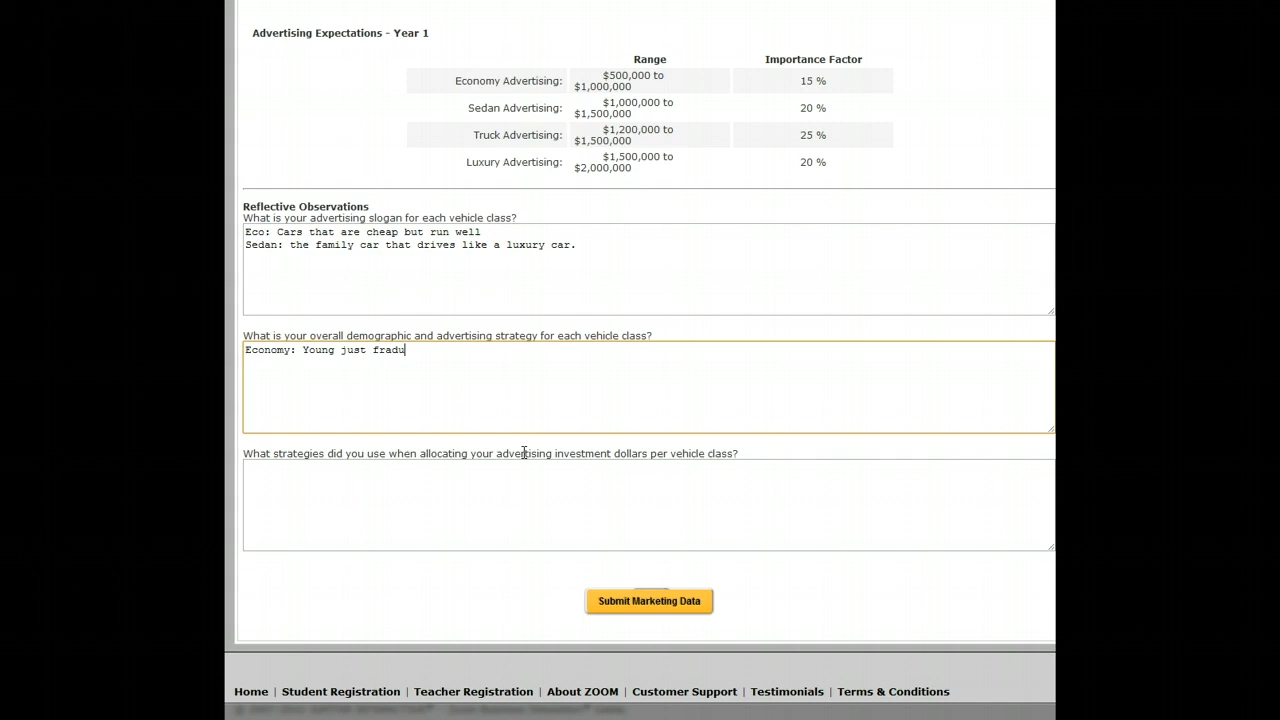 Advertising Expectations - Year 1
Range Importance Factor
Economy Advertising: $500,000 to $1,000,000 15 %
Sedan Advertising: $1,000,000 to $1,500,000 20 %
Truck Advertising: $1,200,000 to $1,500,000 25 %
Luxury Advertising: $1,500,000 to $2,000,000 20 %
Reflective Observations
What is your advertising slogan for each vehicle class?
Eco: Cars that are cheap but run well
Sedan: the family car that drives like a luxury car.
What is your overall demographic and advertising strategy for each vehicle class?
Economy: Young just fradu
What strategies did you use when allocating your advertising investment dollars per vehicle class?
Submit Marketing Data
Home | Student Registration | Teacher Registration | About ZOOM | Customer Support | Testimonials | Terms & Conditions